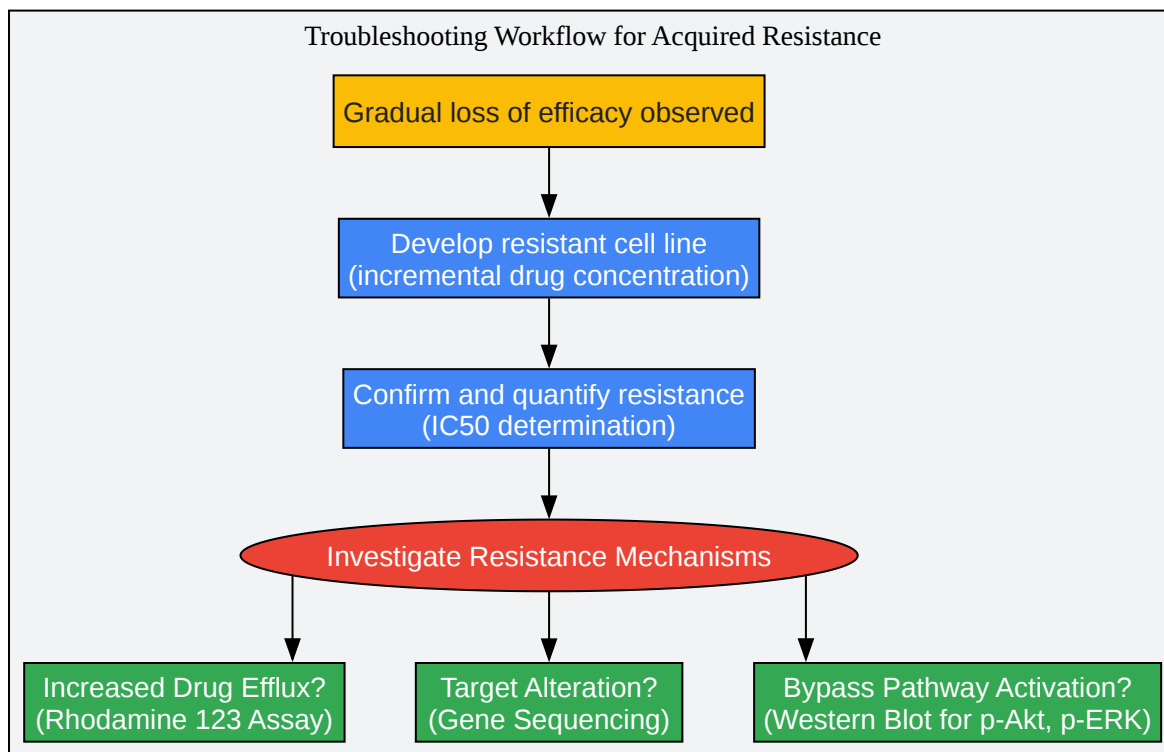 Troubleshooting Workflow for Acquired Resistance
Gradual loss of efficacy observed
Develop resistant cell line
(incremental drug concentration)
Confirm and quantify resistance
(IC50 determination)
Investigate Resistance Mechanisms
Increased Drug Efflux?
(Rhodamine 123 Assay)
Target Alteration?
(Gene Sequencing)
Bypass Pathway Activation?
(Western Blot for p-Akt, p-ERK)